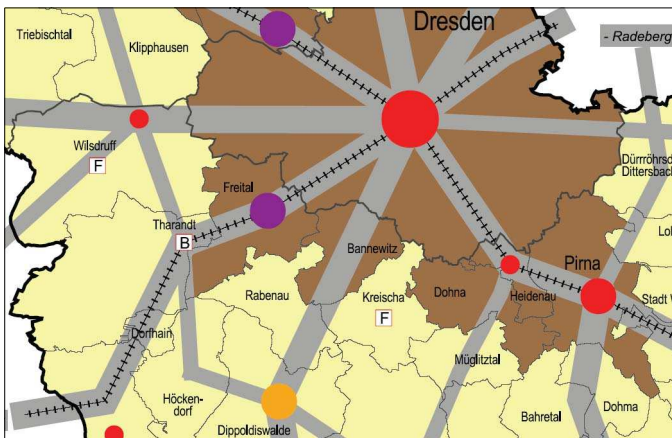 Triebischtal
Klipphausen
Dresden
- Radeberg
Wilsdruff
F
Dürrröhrsd
Dittersbach
Freital
Tharandt
B
Bannewitz
Pirna
Rabenau
Kreischa
F
Dohna
Heidenau
Stadt W
Dorfhain
Müglitztal
Höcken-
dorf
Dippoldiswalde
Bahretal
Dohma